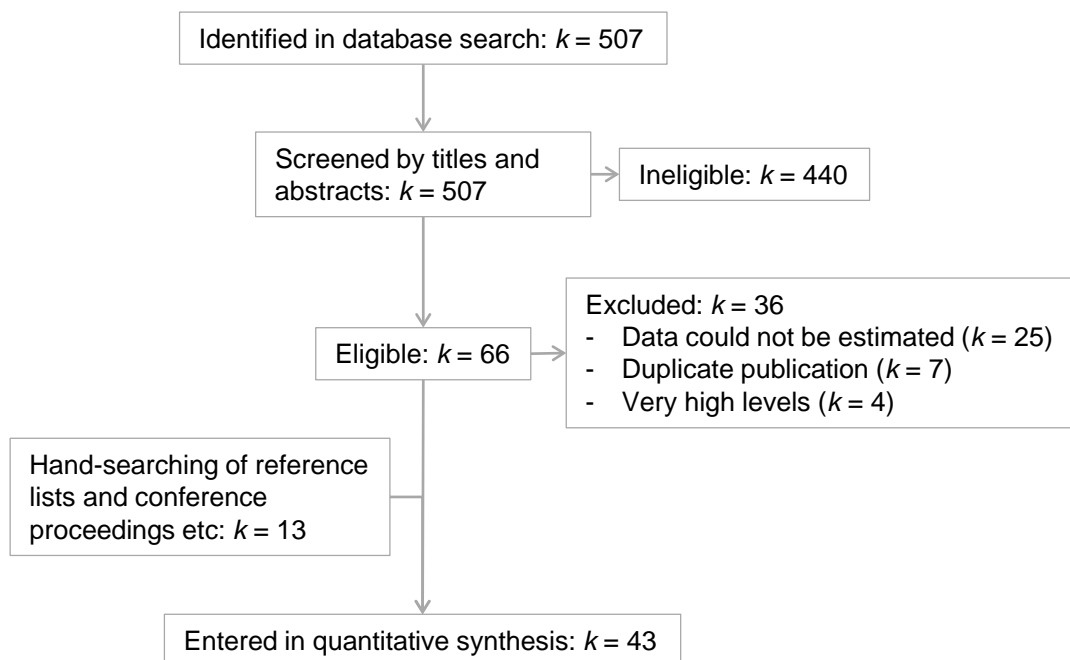 Identified in database search: k = 507
Screened by titles and
abstracts: k = 507
Ineligible: k = 440
Eligible: k = 66
Excluded: k = 36
- Data could not be estimated (k = 25)
- Duplicate publication (k = 7)
- Very high levels (k = 4)
Hand-searching of reference
lists and conference
proceedings etc: k = 13
Entered in quantitative synthesis: k = 43